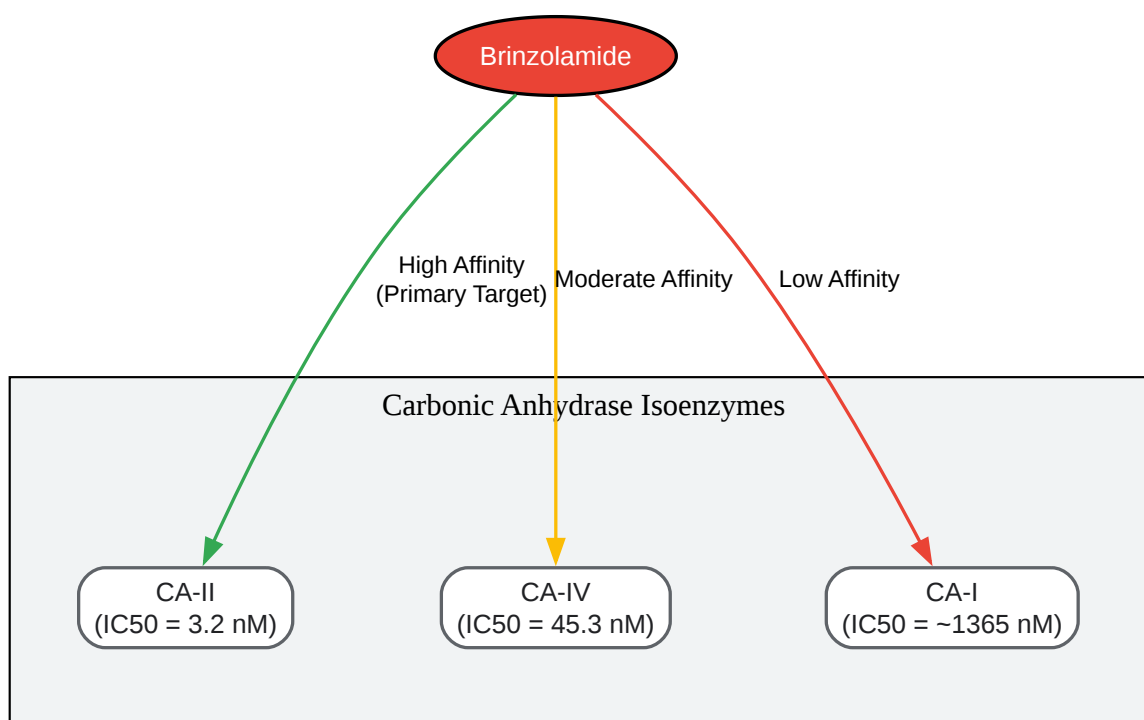 Brinzolamide
High Affinity
(Primary Target)
Moderate Affinity
Low Affinity
Carbonic Anhydrase Isoenzymes
CA-II
(IC50 = 3.2 nM)
CA-IV
(IC50 = 45.3 nM)
CA-I
(IC50 = ~1365 nM)